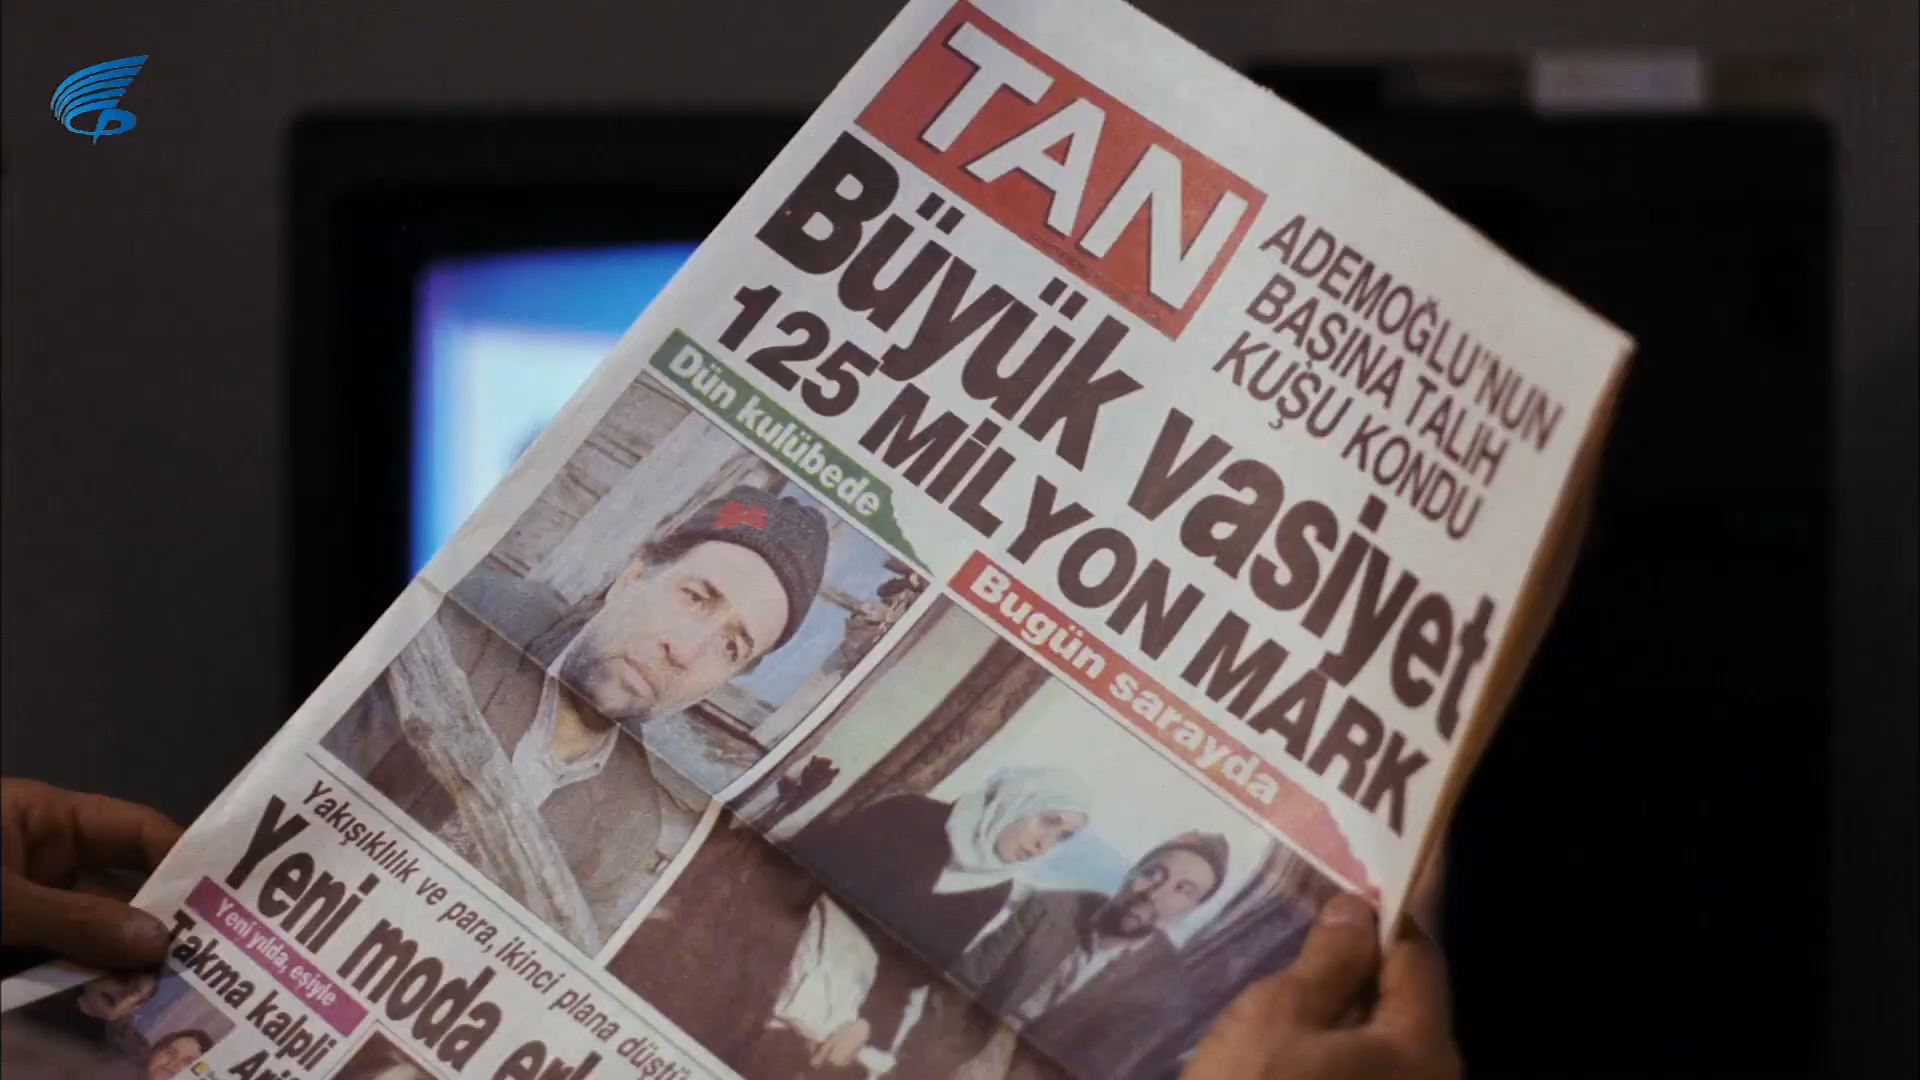 TAN
ADEMOĞLU'NUN
BAŞINA TALİH
KUŞU KONDU
Büyük vasiyet
125 MİLYON MARK
Dün kulübede
Bugün sarayda
Yakışıklılık ve para, ikinci plana düştü
Yeni moda
Yeni yılda, eşiyle
Takma kalpli